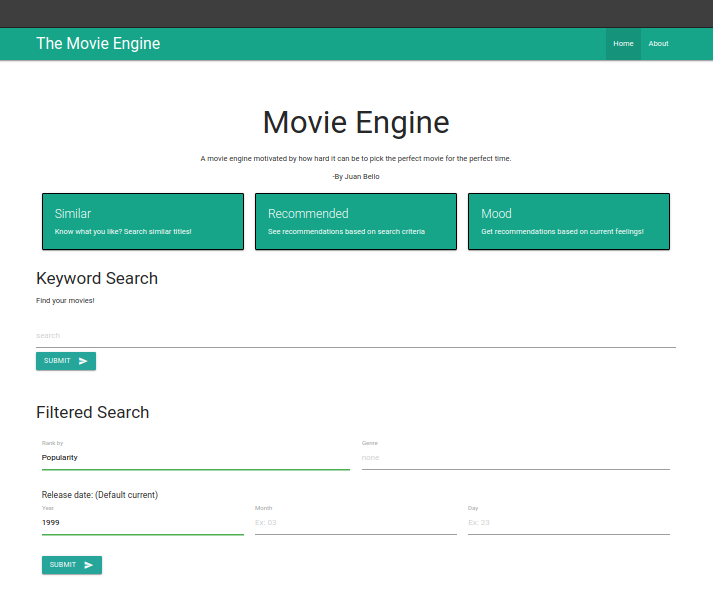 The Movie Engine
Home
About
Movie Engine
A movie engine motivated by how hard it can be to pick the perfect movie for the perfect time.
-By Juan Bello
Similar
Know what you like? Search similar titles!
Recommended
See recommendations based on search criteria
Mood
Get recommendations based on current feelings!
Keyword Search
Find your movies!
search
SUBMIT
Filtered Search
Rank by
Popularity
Genre
none
Release date: (Default current)
Year
1999
Month
Ex: 03
Day
Ex: 23
SUBMIT